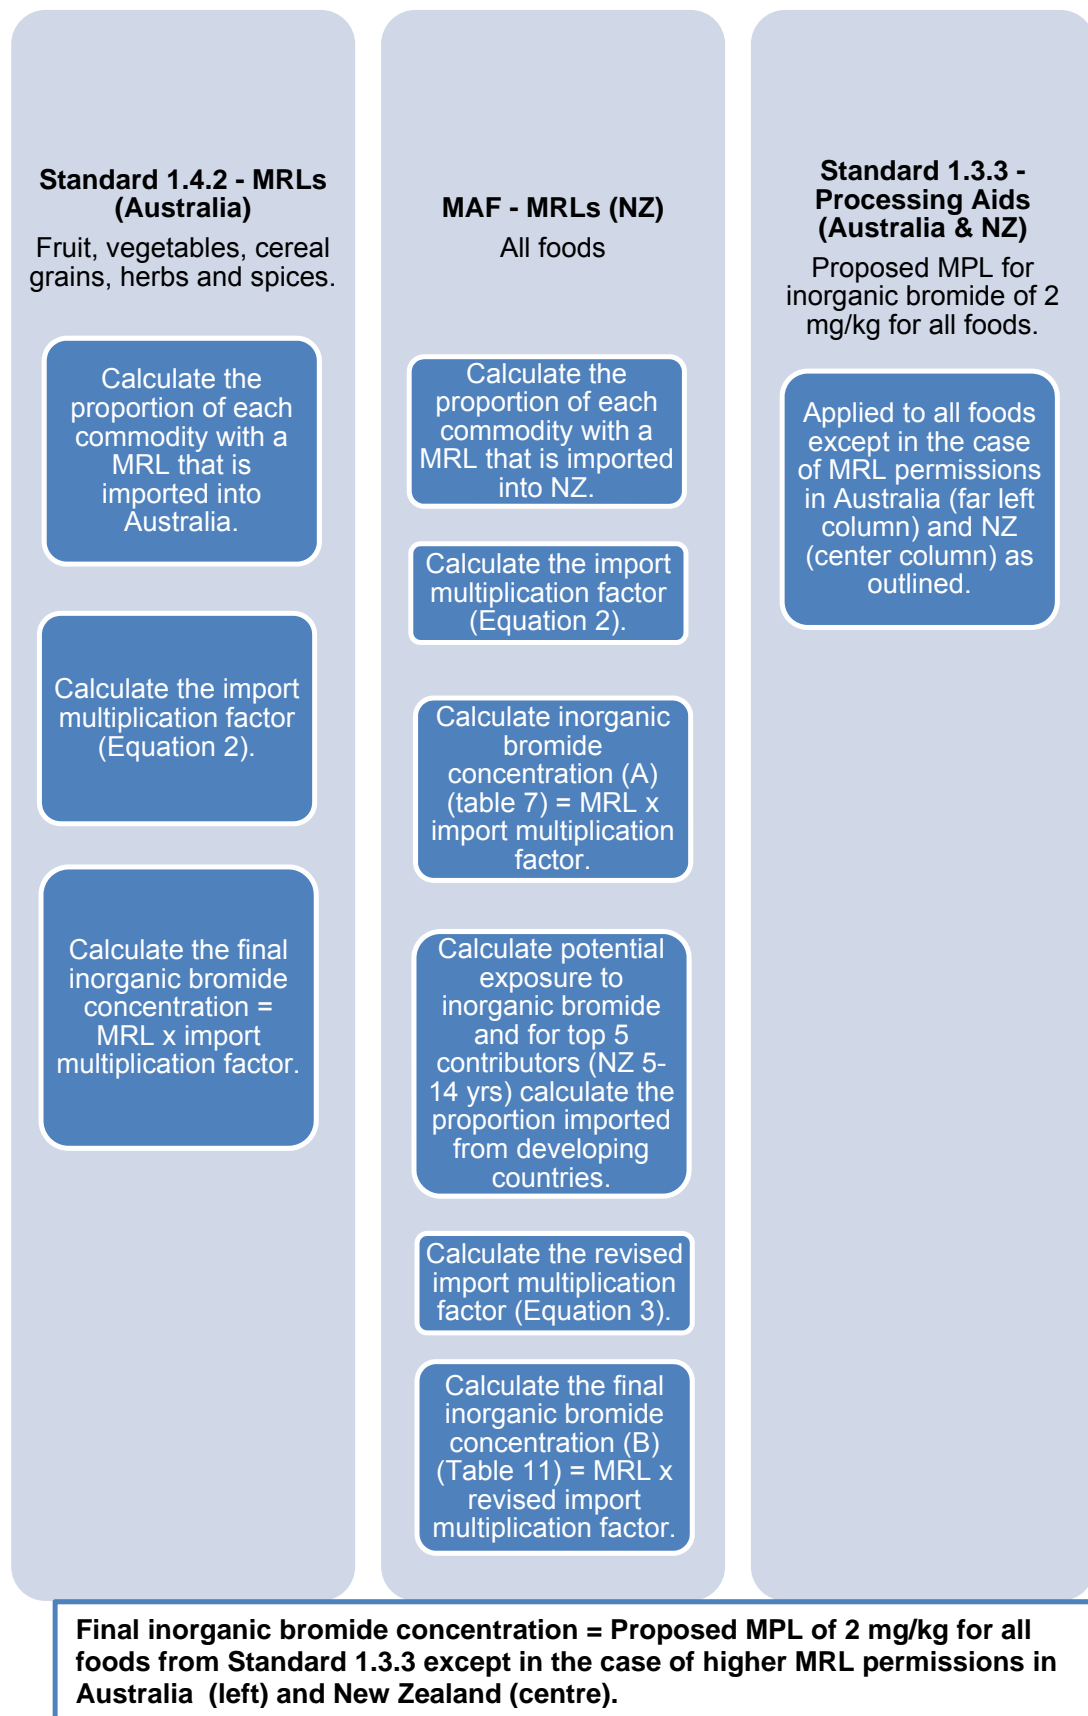 Standard 1.4.2 - MRLs
(Australia)
Fruit, vegetables, cereal
grains, herbs and spices.
Calculate the
proportion of each
commodity with a
MRL that is
imported into
Australia.
Calculate the import
multiplication factor
(Equation 2).
Calculate the final
inorganic bromide
concentration =
MRL x import
multiplication factor.
MAF - MRLs (NZ)
All foods
Calculate the
proportion of each
commodity with a
MRL that is imported
into NZ.
Calculate the import
multiplication factor
(Equation 2).
Calculate inorganic
bromide
concentration (A)
(table 7) = MRL x
import multiplication
factor.
Calculate potential
exposure to
inorganic bromide
and for top 5
contributors (NZ 5-
14 yrs) calculate the
proportion imported
from developing
countries.
Calculate the revised
import multiplication
factor (Equation 3).
Calculate the final
inorganic bromide
concentration (B)
(Table 11) = MRL x
revised import
multiplication factor.
Standard 1.3.3 -
Processing Aids
(Australia & NZ)
Proposed MPL for
inorganic bromide of 2
mg/kg for all foods.
Applied to all foods
except in the case
of MRL permissions
in Australia (far left
column) and NZ
(center column) as
outlined.
Final inorganic bromide concentration = Proposed MPL of 2 mg/kg for all
foods from Standard 1.3.3 except in the case of higher MRL permissions in
Australia (left) and New Zealand (centre).